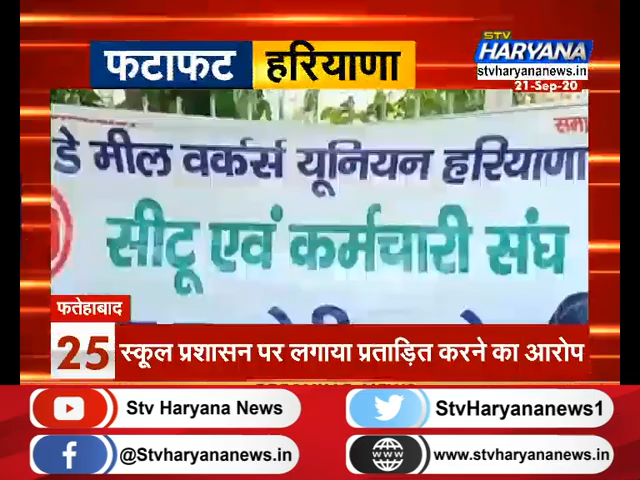 फटाफट हरियाणा
STV
HARYANA
stvharyananews.in
21-Sep-20
डे मील वर्कर्स यूनियन हरियाणा
सीटू एवं कर्मचारी संघ
फतेहाबाद
25 स्कूल प्रशासन पर लगाया प्रताड़ित करने का आरोप
Stv Haryana News
StvHaryananews1
@Stvharyananews.in
www.stvharyananews.in